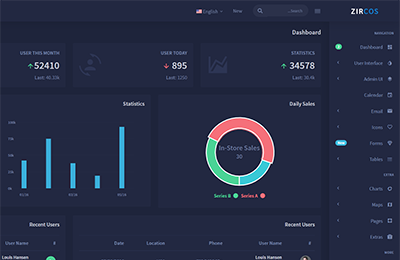 ZIRCOS
English
New
Search...
Dashboard
NAVIGATION
Dashboard
User Interface
Admin UI
Calendar
Email
Icons
Forms
New
Tables
EXTRA
Charts
Maps
Pages
Extras
MORE
USER THIS MONTH
52410
Last: 40.33k
USER TODAY
895
Last: 1250
STATISTICS
34578
Last: 30.4k
Statistics
Daily Sales
In-Store Sales
30
Series B
Series A
Recent Users
User Name #
Louis Hansen
Recent Users
Date Location Phone User Name #
Louis Hansen